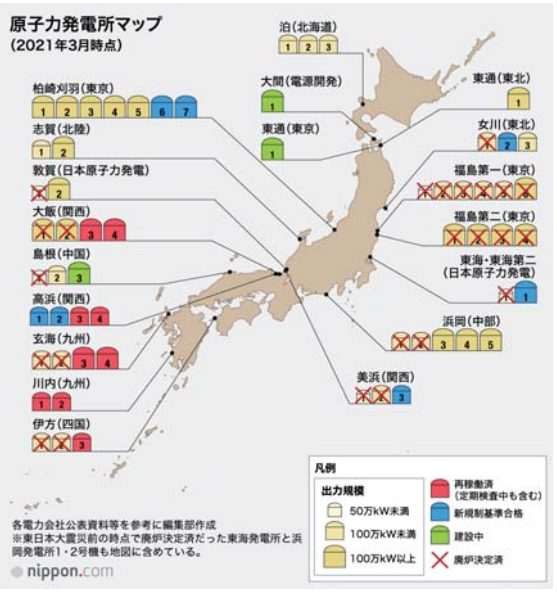 原子力発電所マップ
(2021年3月時点)
泊(北海道)
1 2 3
大間(電源開発)
1
東通(東北)
1
東通(東京)
1
女川(東北)
1 2 3
柏崎刈羽(東京)
1 2 3 4 5 6 7
志賀(北陸)
1 2
敦賀(日本原子力発電)
1 2
大飯(関西)
1 2 3 4
島根(中国)
1 2 3
高浜(関西)
1 2 3 4
玄海(九州)
1 2 3 4
川内(九州)
1 2
伊方(四国)
1 2 3
福島第一(東京)
1 2 3 4 5 6
福島第二(東京)
1 2 3 4
東海・東海第二
(日本原子力発電)
1 1
浜岡(中部)
1 2 3 4 5
美浜(関西)
1 2 3
凡例
出力規模
50万kW未満
100万kW未満
100万kW以上
再稼働済
(定期検査中も含む)
新規制基準合格
建設中
廃炉決定済
各電力会社公表資料等を参考に編集部作成
※東日本大震災前の時点で廃炉決定済だった東海発電所と浜
岡発電所1・2号機も地図に含めている。
nippon.com